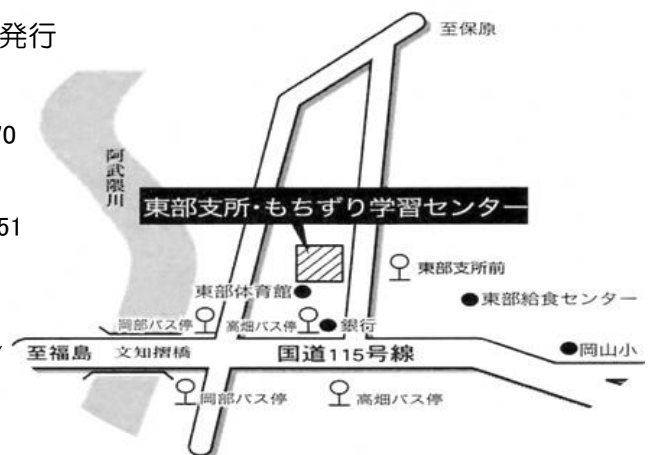 発行
至保原
70
阿武隈川
東部支所・もちずり学習センター
51
東部支所前
東部体育館
東部給食センター
岡部バス停
高畑バス停
銀行
至福島
文知摺橋
国道115号線
岡山小
岡部バス停
高畑バス停